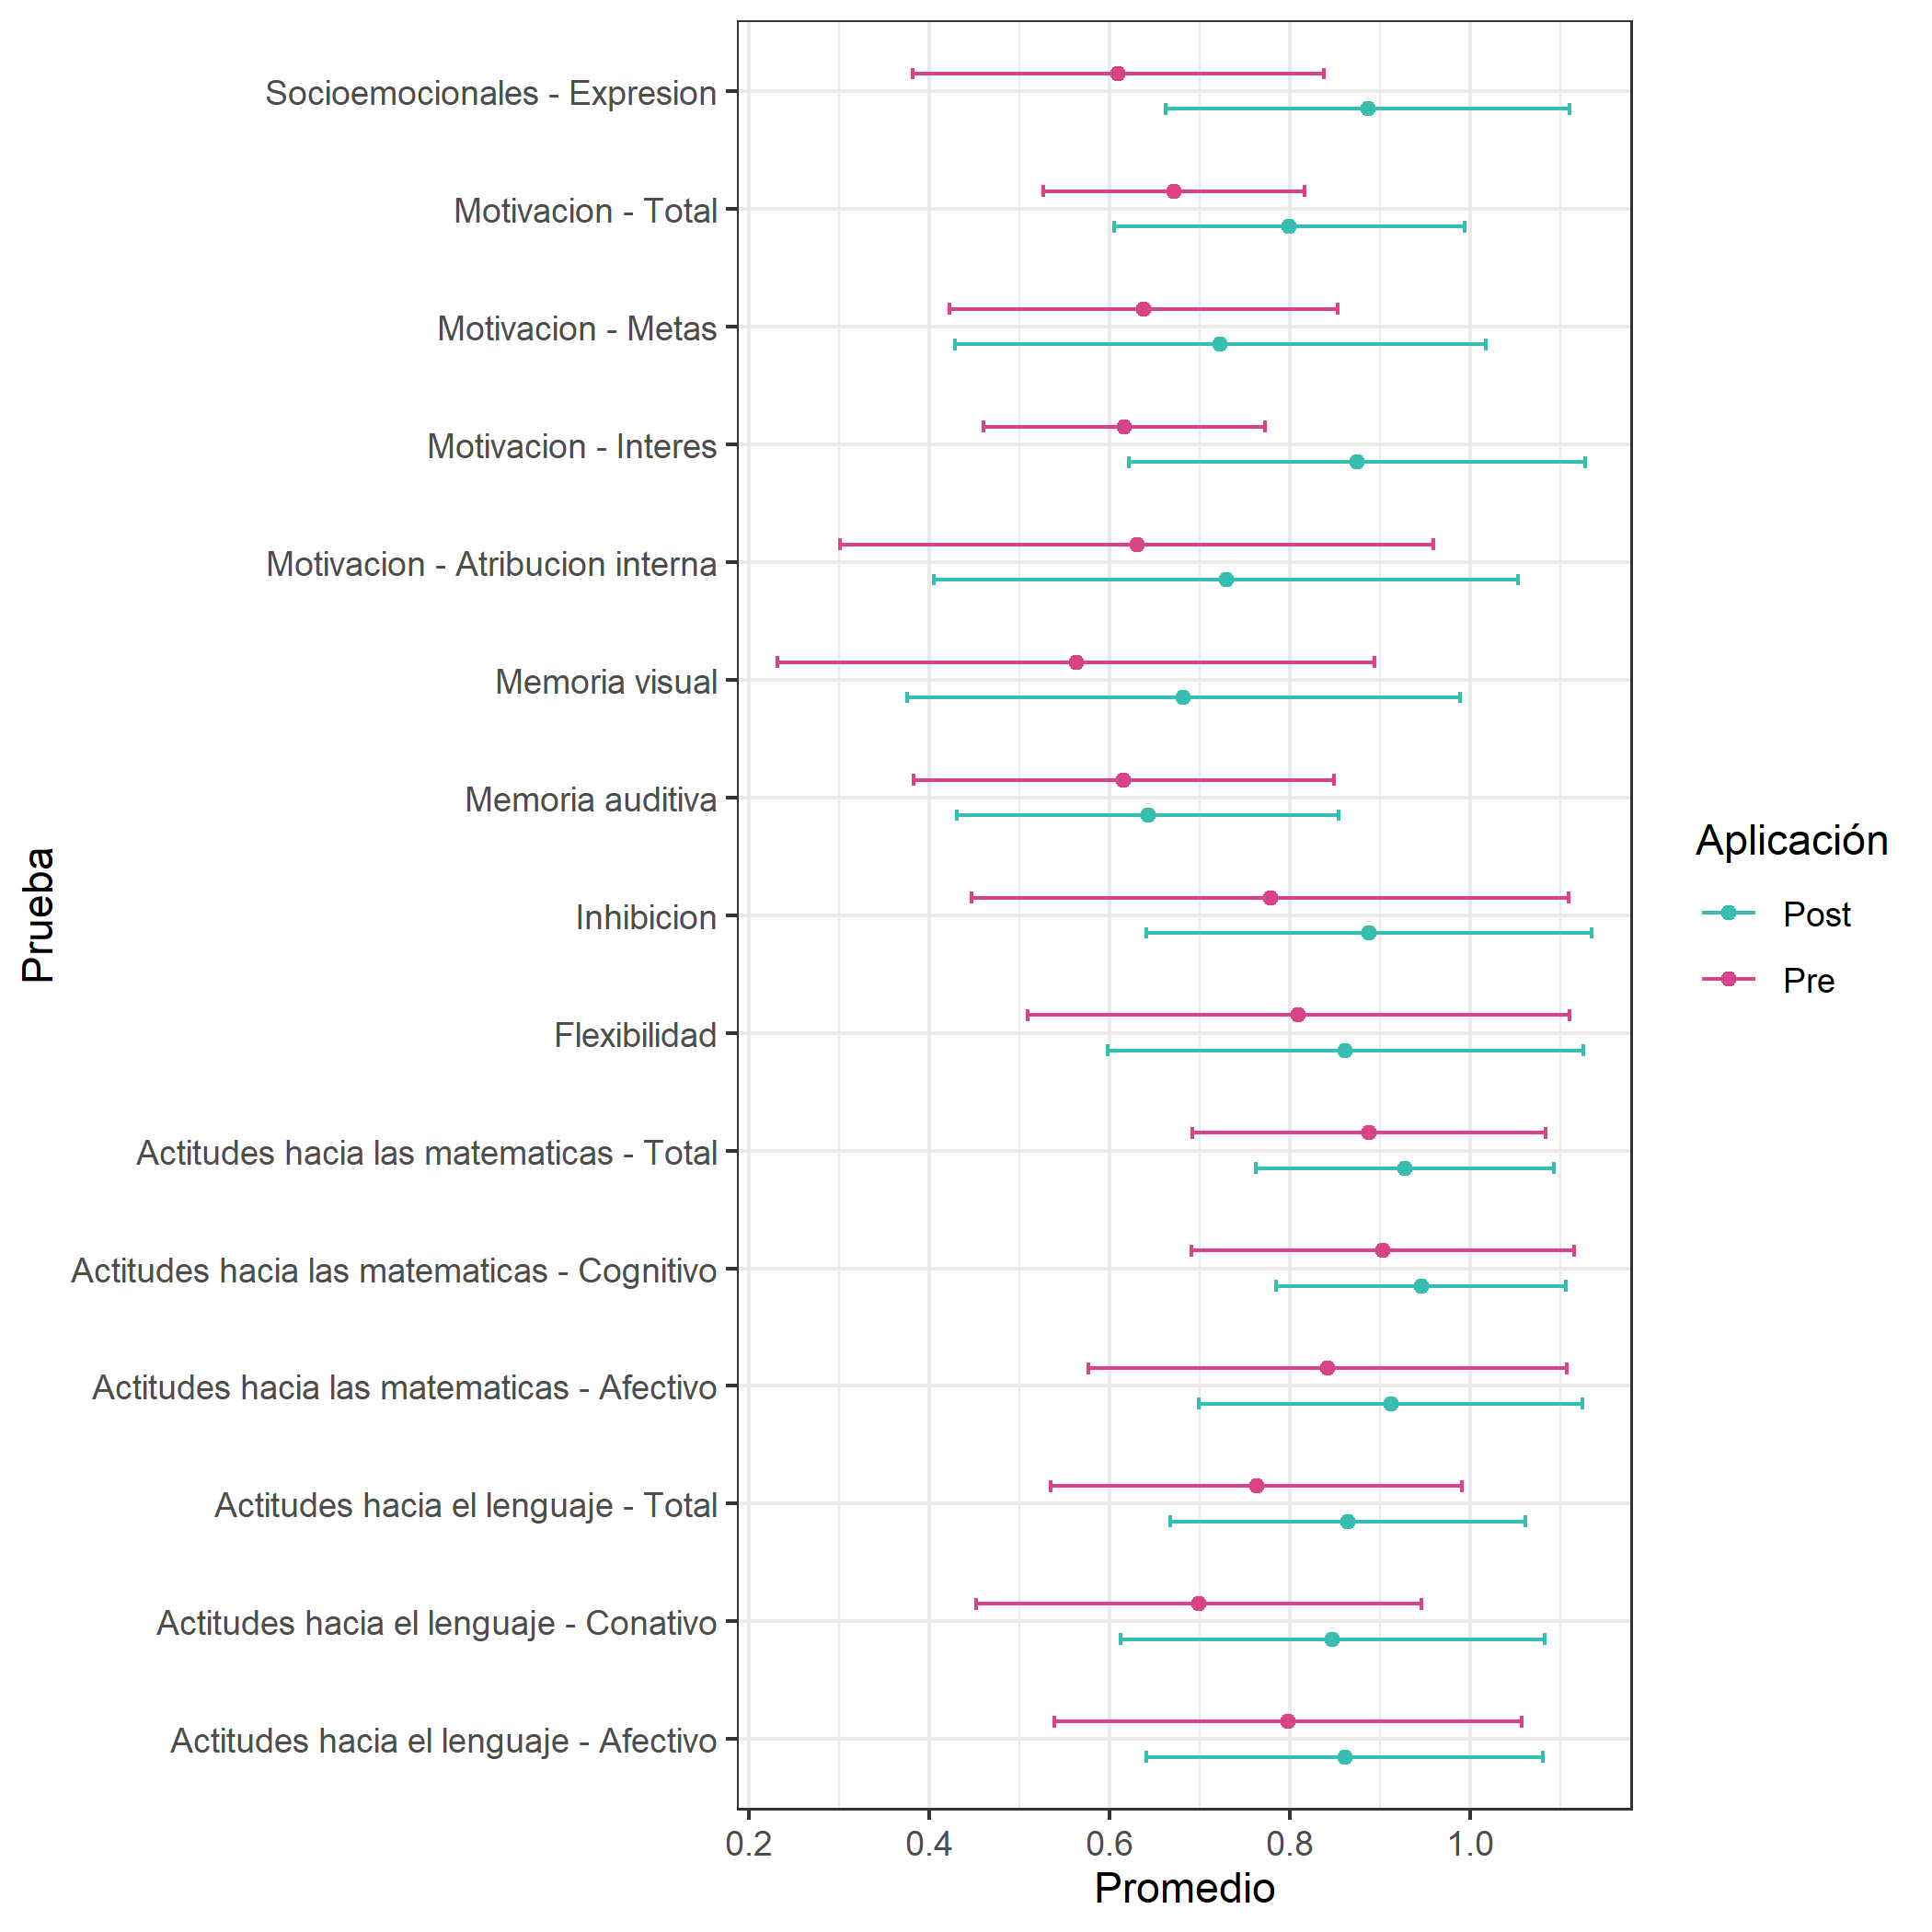 Socioemocionales - Expresion
Motivacion - Total
Motivacion - Metas
Motivacion - Interes
Motivacion - Atribucion interna
Memoria visual
Memoria auditiva
Inhibicion
Flexibilidad
Actitudes hacia las matematicas - Total
Actitudes hacia las matematicas - Cognitivo
Actitudes hacia las matematicas - Afectivo
Actitudes hacia el lenguaje - Total
Actitudes hacia el lenguaje - Conativo
Actitudes hacia el lenguaje - Afectivo
Prueba
0.2 0.4 0.6 0.8 1.0
Promedio
Aplicación
Post
Pre